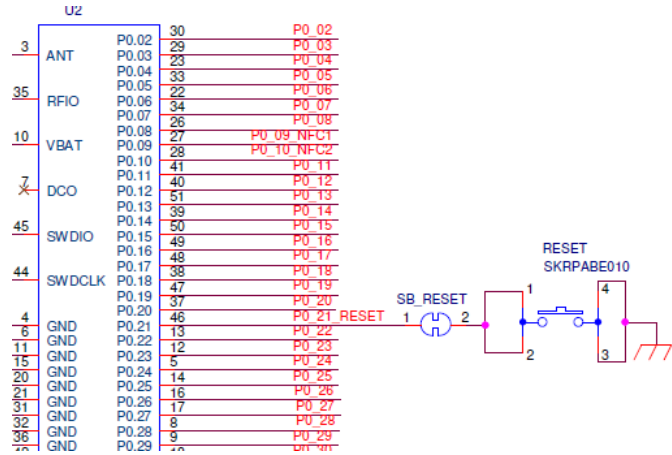 U2
3 ANT P0.02 30 P0_02
P0.03 29 P0_03
P0.04 23 P0_04
P0.05 33 P0_05
35 RFIO P0.06 22 P0_06
P0.07 34 P0_07
P0.08 26 P0_08
10 VBAT P0.09 27 P0_09_NFC1
P0.10 28 P0_10_NFC2
P0.11 41 P0_11
7 DCO P0.12 40 P0_12
P0.13 51 P0_13
P0.14 39 P0_14
45 SWDIO P0.15 50 P0_15
P0.16 49 P0_16
P0.17 48 P0_17
44 SWDCLK P0.18 38 P0_18
P0.19 47 P0_19
P0.20 37 P0_20
4 GND P0.21 46 P0_21_RESET
6 GND P0.22 13 P0_22
11 GND P0.23 12 P0_23
15 GND P0.24 5 P0_24
20 GND P0.25 14 P0_25
21 GND P0.26 16 P0_26
31 GND P0.27 17 P0_27
32 GND P0.28 8 P0_28
36 GND P0.29 9 P0_29
GND
SB_RESET
1 2
RESET
SKRPABE010
1 4
2 3